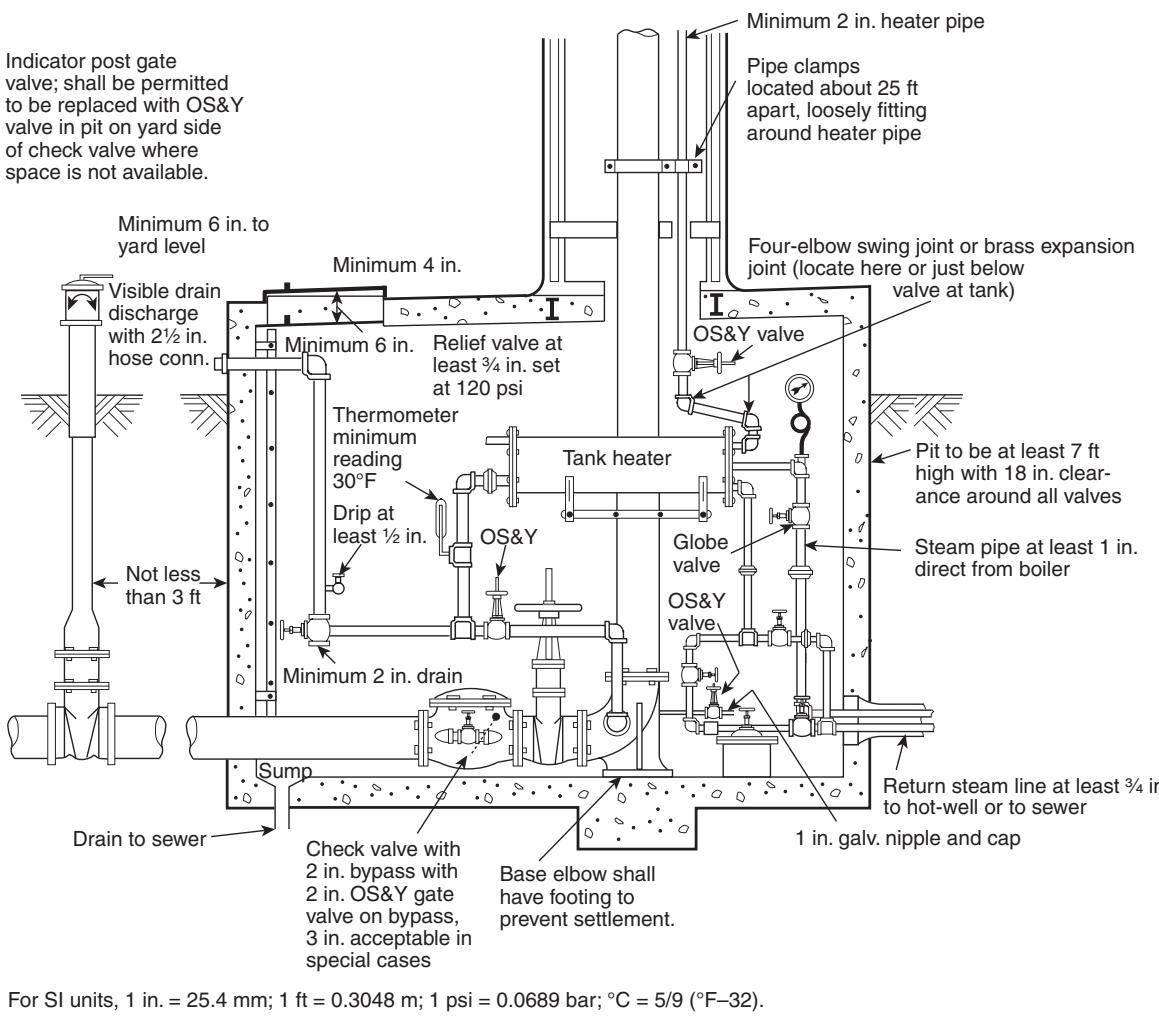 Minimum 2 in. heater pipe
Indicator post gate
valve; shall be permitted
to be replaced with OS&Y
valve in pit on yard side
of check valve where
space is not available.
Pipe clamps
located about 25 ft
apart, loosely fitting
around heater pipe
Minimum 6 in. to
yard level
Minimum 4 in.
Four-elbow swing joint or brass expansion
joint (locate here or just below
valve at tank)
Visible drain
discharge
with 2½ in.
hose conn.
Minimum 6 in.
Relief valve at
least ¾ in. set
at 120 psi
OS&Y valve
Thermometer
minimum
reading
30°F
Tank heater
Pit to be at least 7 ft
high with 18 in. clear-
ance around all valves
Drip at
least ½ in.
OS&Y
Globe
valve
Steam pipe at least 1 in.
direct from boiler
Not less
than 3 ft
OS&Y
valve
Minimum 2 in. drain
Sump
Return steam line at least ¾ in
to hot-well or to sewer
Drain to sewer
1 in. galv. nipple and cap
Check valve with
2 in. bypass with
2 in. OS&Y gate
valve on bypass,
3 in. acceptable in
special cases
Base elbow shall
have footing to
prevent settlement.
For SI units, 1 in. = 25.4 mm; 1 ft = 0.3048 m; 1 psi = 0.0689 bar; °C = 5/9 (°F–32).